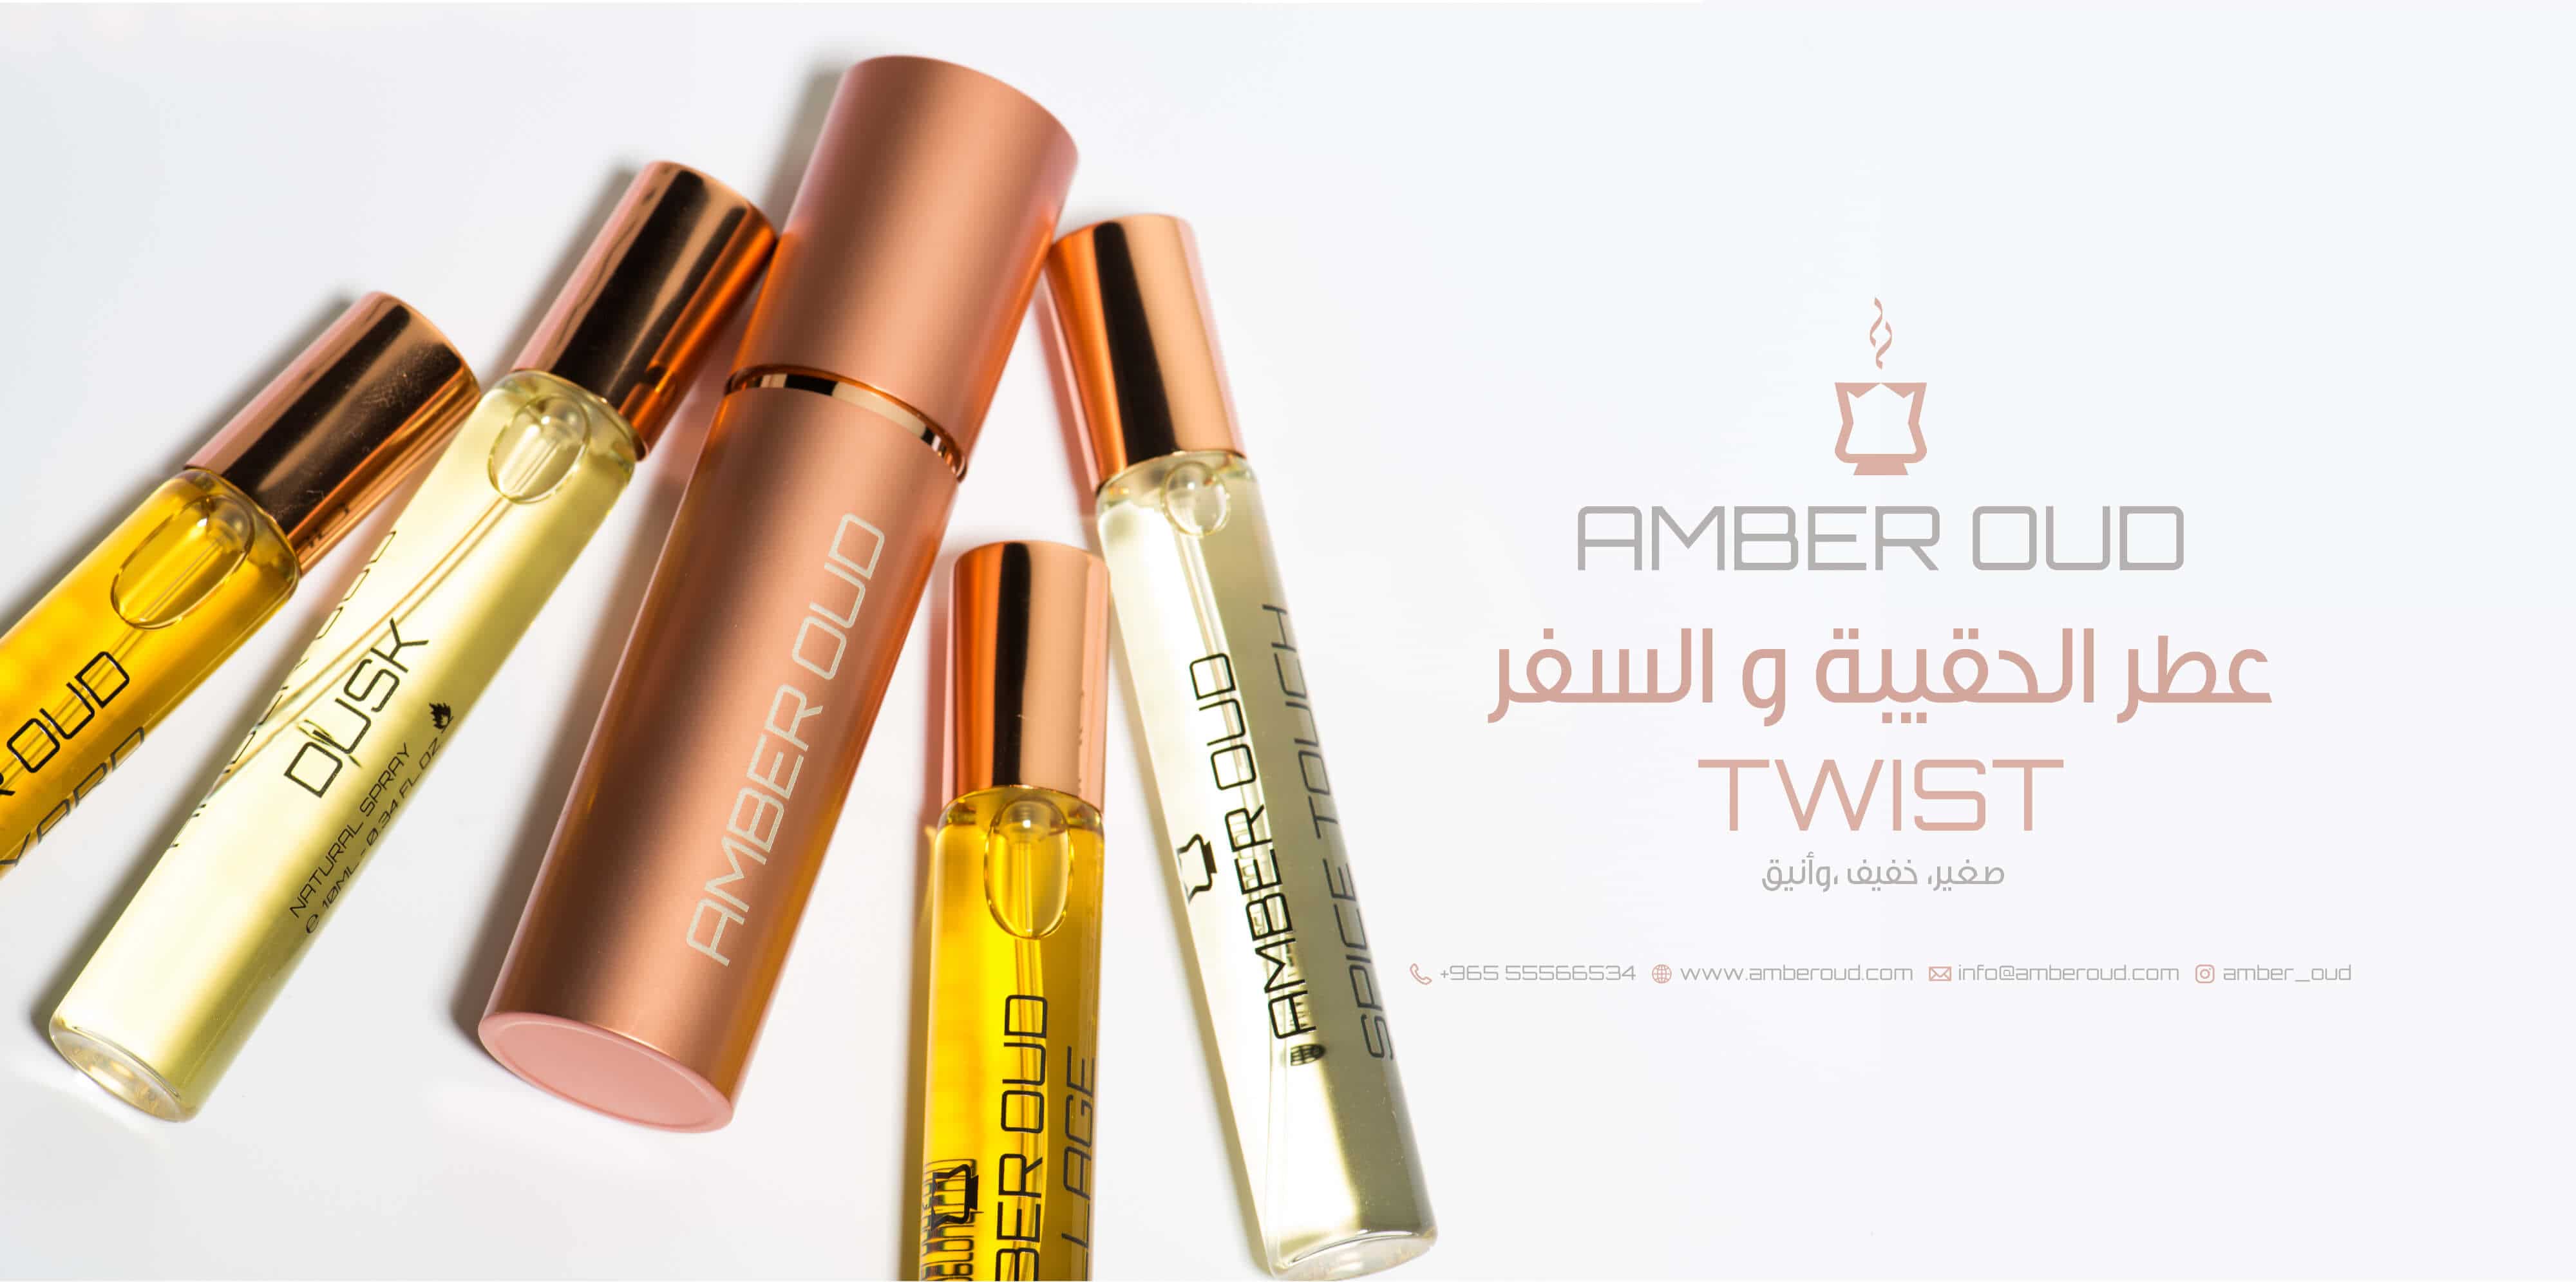 OUD
DUSK
NATURAL SPRAY
10ML - 0.34 FL.OZ
AMBER OUD
BER OUD
LAGE
AMBER OUD
SPICE TOUCH
AMBER OUD
عطر الحقيبة و السفر
TWIST
صغير، خفيف ،وأنيق
+965 55566534 www.amberoud.com info@amberoud.com amber_oud